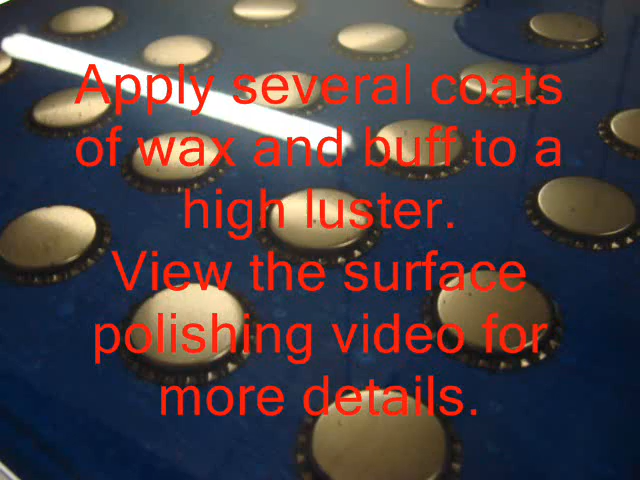 Apply several coats
of wax and buff to a
high luster.
View the surface
polishing video for
more details.